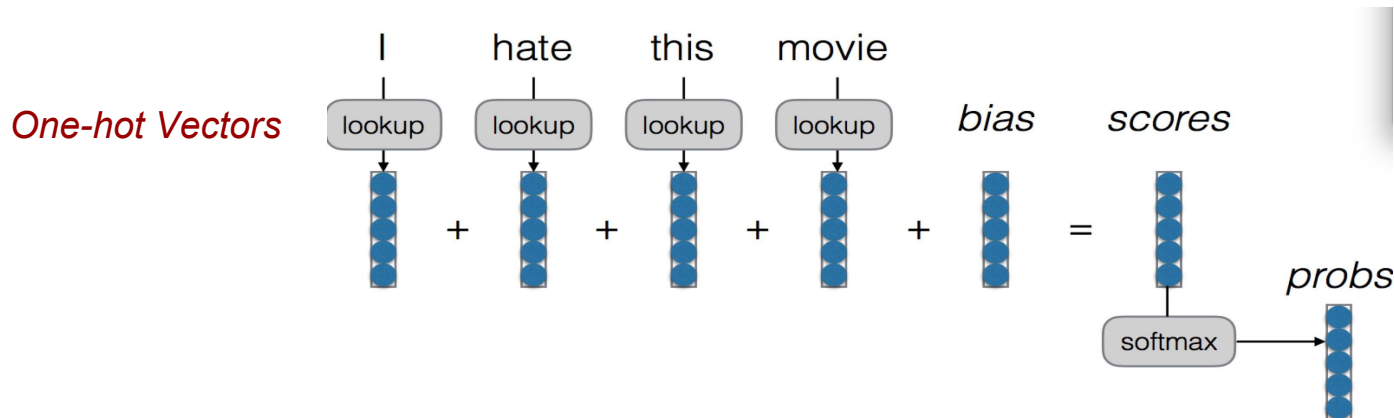 I hate this movie
One-hot Vectors lookup lookup lookup lookup bias scores
+ + + + =
probs
softmax